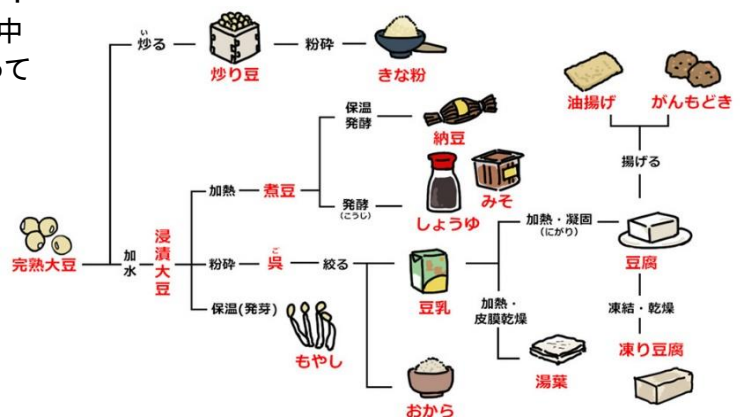 中
って
い
炒る
炒り豆
粉砕
きな粉
油揚げ
がんもどき
揚げる
保温
発酵
納豆
加熱
煮豆
発酵
(こうじ)
しょうゆ
みそ
加熱・凝固
(にがり)
豆腐
完熟大豆
加水
浸漬大豆
粉砕
ご
呉
絞る
豆乳
加熱・
皮膜乾燥
湯葉
凍結・乾燥
凍り豆腐
保温(発芽)
もやし
おから